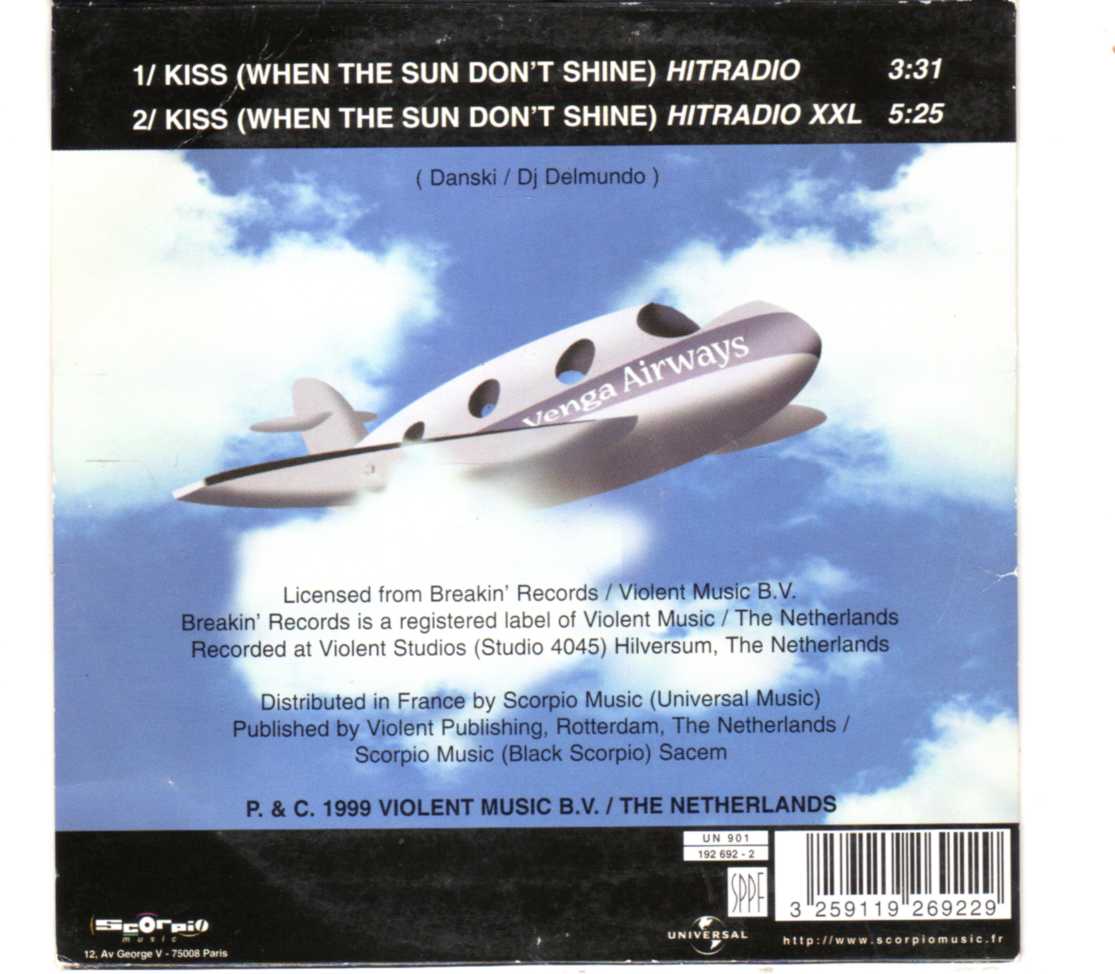 1/ KISS (WHEN THE SUN DON'T SHINE) HITRADIO 3:31
2/ KISS (WHEN THE SUN DON'T SHINE) HITRADIO XXL 5:25
( Danski / Dj Delmundo )
Venga Airways
Licensed from Breakin' Records / Violent Music B.V.
Breakin' Records is a registered label of Violent Music / The Netherlands
Recorded at Violent Studios (Studio 4045) Hilversum, The Netherlands
Distributed in France by Scorpio Music (Universal Music)
Published by Violent Publishing, Rotterdam, The Netherlands /
Scorpio Music (Black Scorpio) Sacem
P. & C. 1999 VIOLENT MUSIC B.V. / THE NETHERLANDS
UN 901
192 692 - 2
SPPF
3 259119 269229
scorpio
music
UNIVERSAL
http://www.scorpiomusic.fr
12, Av George V - 75008 Paris